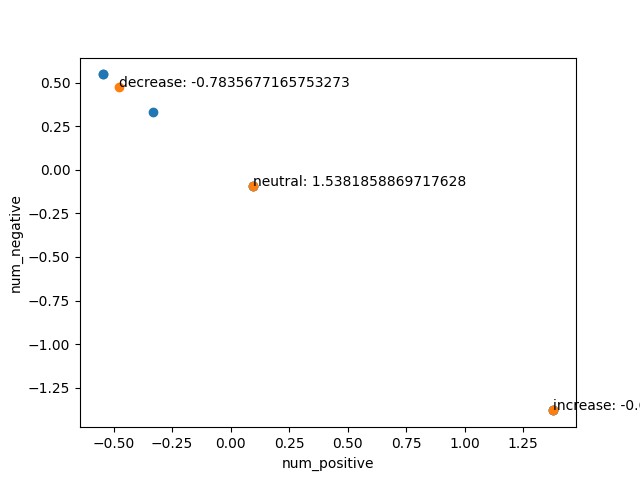 0.50
0.25
0.00
−0.25
−0.50
−0.75
−1.00
−1.25
num_negative
decrease: -0.7835677165753273
neutral: 1.5381858869717628
increase: -0.
−0.50 −0.25 0.00 0.25 0.50 0.75 1.00 1.25
num_positive